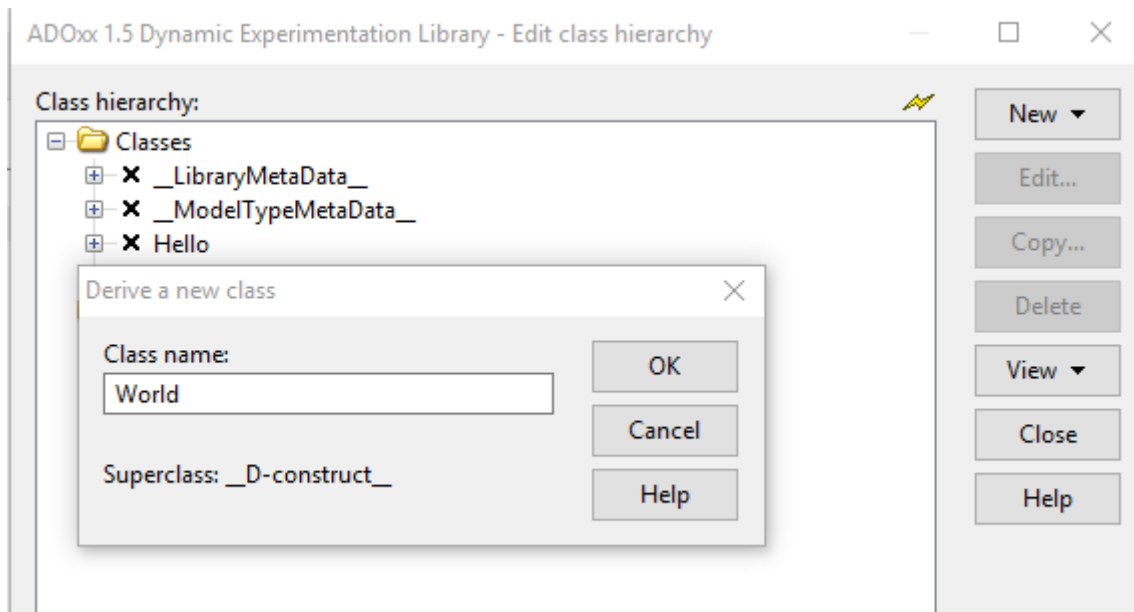 ADOxx 1.5 Dynamic Experimentation Library - Edit class hierarchy
Class hierarchy:
Classes
__LibraryMetaData__
__ModelTypeMetaData__
Hello
Derive a new class
Class name:
World
Superclass: __D-construct__
OK
Cancel
Help
New
Edit...
Copy...
Delete
View
Close
Help